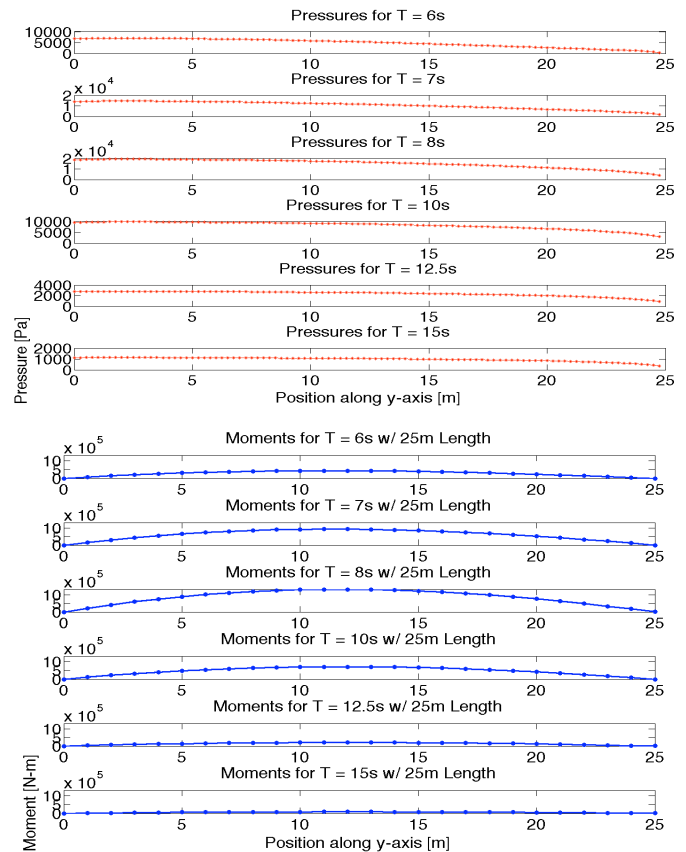 Pressures for T = 6s
10000
5000
0
0 5 10 15 20 25
Pressures for T = 7s
x 10^4
2
1
0
0 5 10 15 20 25
Pressures for T = 8s
x 10^4
2
1
0
0 5 10 15 20 25
Pressures for T = 10s
10000
5000
0
0 5 10 15 20 25
Pressures for T = 12.5s
4000
2000
0
0 5 10 15 20 25
Pressures for T = 15s
2000
1000
0
0 5 10 15 20 25
Pressure [Pa]
Position along y-axis [m]
Moments for T = 6s w/ 25m Length
x 10^5
10
5
0
0 5 10 15 20 25
Moments for T = 7s w/ 25m Length
x 10^5
10
5
0
0 5 10 15 20 25
Moments for T = 8s w/ 25m Length
x 10^5
10
5
0
0 5 10 15 20 25
Moments for T = 10s w/ 25m Length
x 10^5
10
5
0
0 5 10 15 20 25
Moments for T = 12.5s w/ 25m Length
x 10^5
10
5
0
0 5 10 15 20 25
Moments for T = 15s w/ 25m Length
x 10^5
10
5
0
0 5 10 15 20 25
Moment [N-m]
Position along y-axis [m]